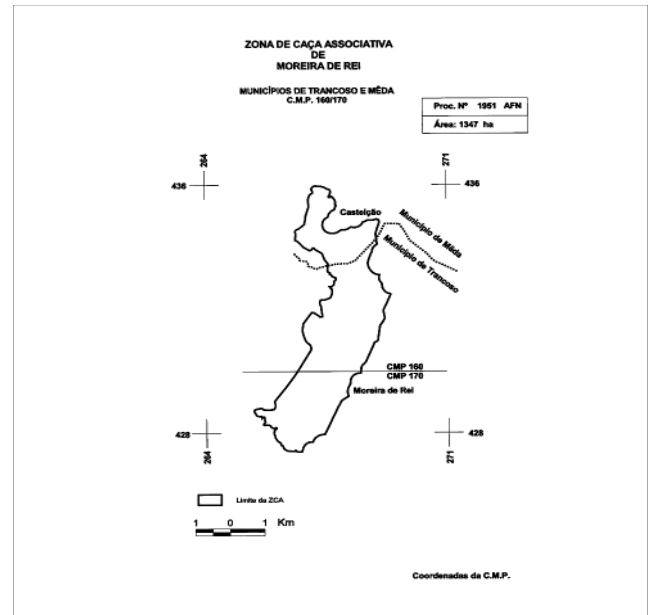 ZONA DE CAÇA ASSOCIATIVA
DE
MOREIRA DE REI
MUNICÍPIOS DE TRANCOSO E MÊDA
C.M.P. 160/170
Proc. Nº 1951 AFN
Área: 1347 ha
264
271
436
436
Casteição
Município de Mêda
Município de Trancoso
CMP 160
CMP 170
Moreira de Rei
428
428
264
271
Limite da ZCA
1 0 1 Km
Coordenadas da C.M.P.